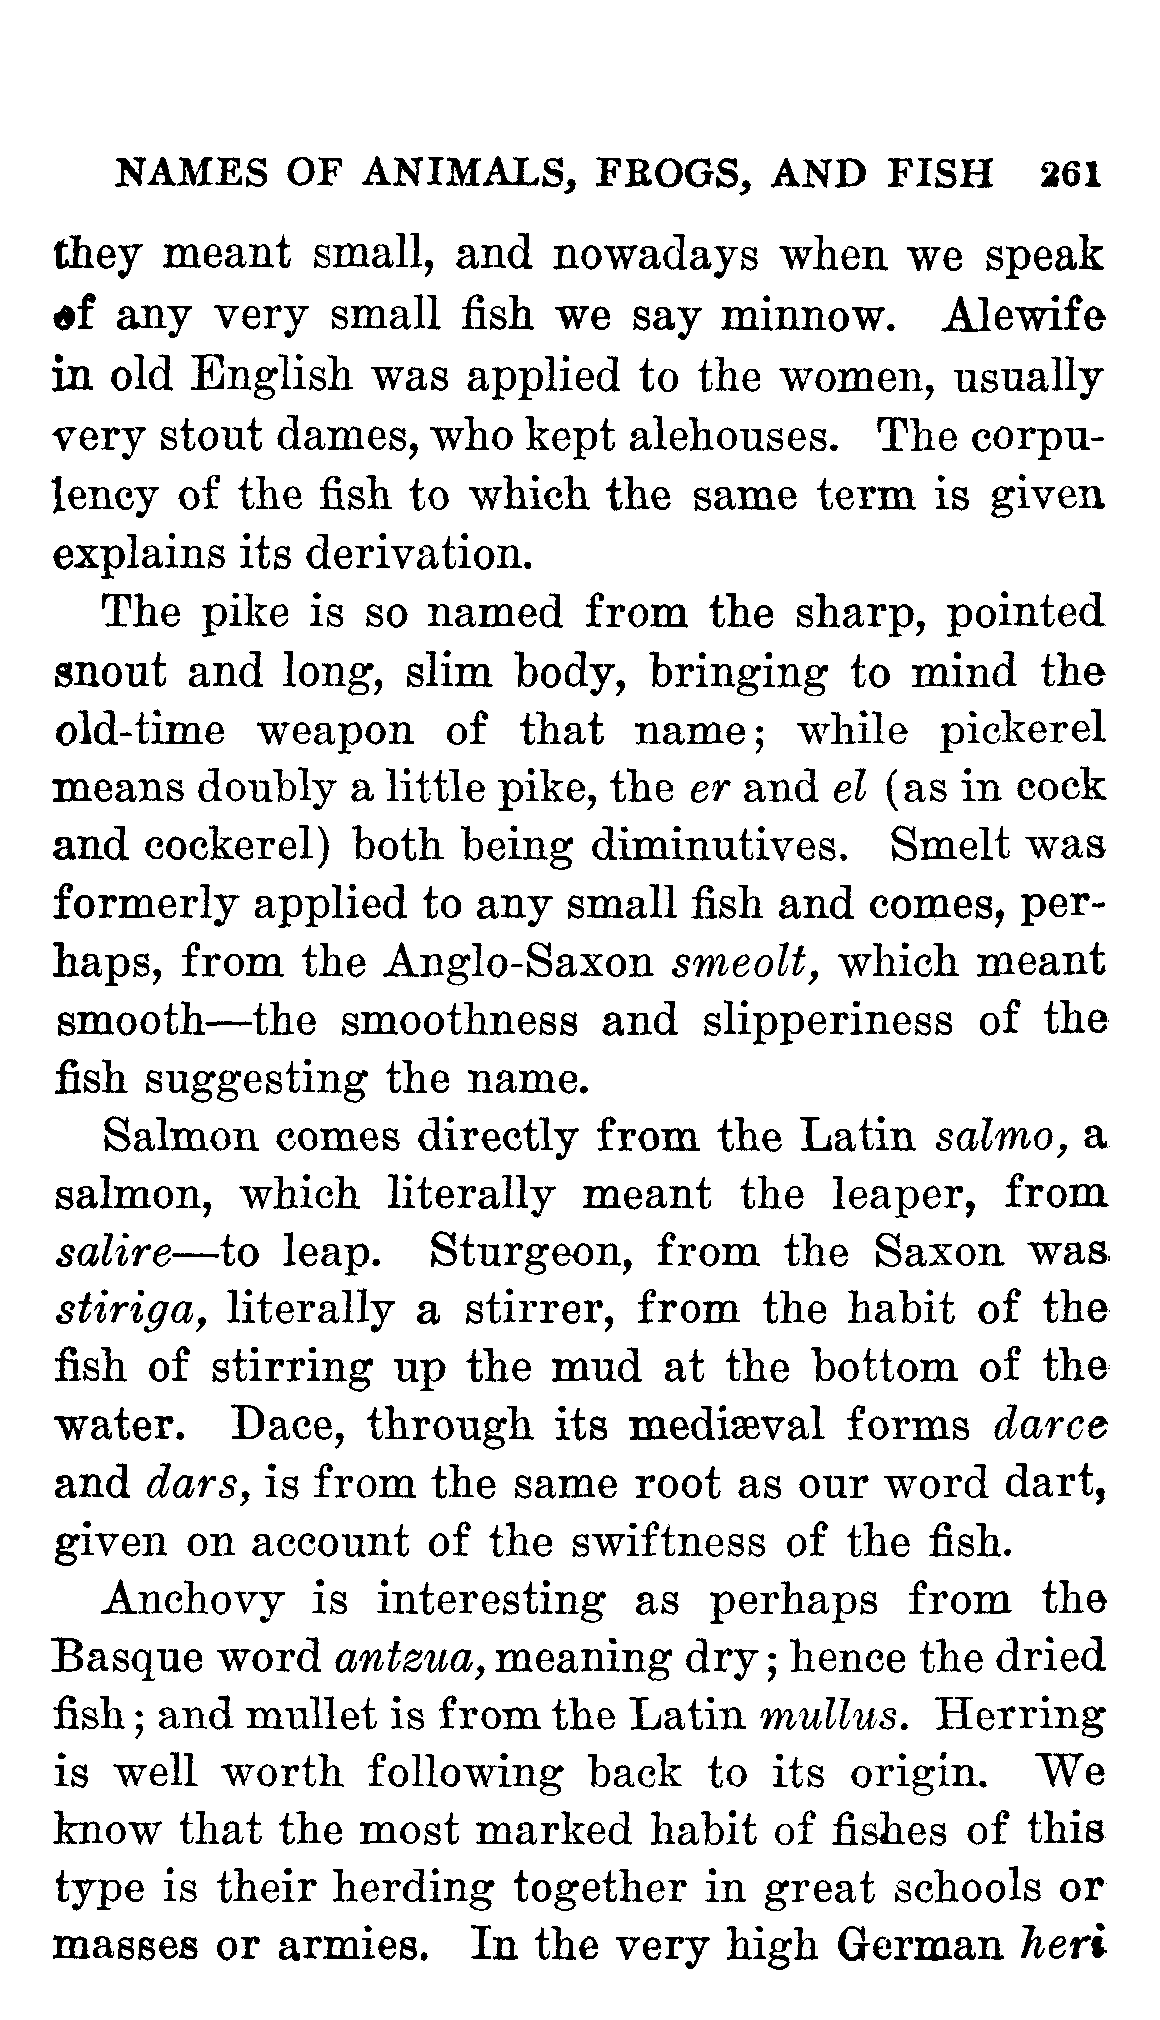 NAMES OF ANIMALS, FROGS, AND FISH 261
they meant small, and nowadays when we speak
of any very small fish we say minnow. Alewife
in old English was applied to the women, usually
very stout dames, who kept alehouses. The corpu-
lency of the fish to which the same term is given
explains its derivation.
The pike is so named from the sharp, pointed
snout and long, slim body, bringing to mind the
old-time weapon of that name; while pickerel
means doubly a little pike, the er and el (as in cock
and cockerel) both being diminutives. Smelt was
formerly applied to any small fish and comes, per-
haps, from the Anglo-Saxon smeolt, which meant
smooth—the smoothness and slipperiness of the
fish suggesting the name.
Salmon comes directly from the Latin salmo, a
salmon, which literally meant the leaper, from
salire—to leap. Sturgeon, from the Saxon was
stiriga, literally a stirrer, from the habit of the
fish of stirring up the mud at the bottom of the
water. Dace, through its mediæval forms darce
and dars, is from the same root as our word dart,
given on account of the swiftness of the fish.
Anchovy is interesting as perhaps from the
Basque word antzua, meaning dry; hence the dried
fish; and mullet is from the Latin mullus. Herring
is well worth following back to its origin. We
know that the most marked habit of fishes of this
type is their herding together in great schools or
masses or armies. In the very high German heri